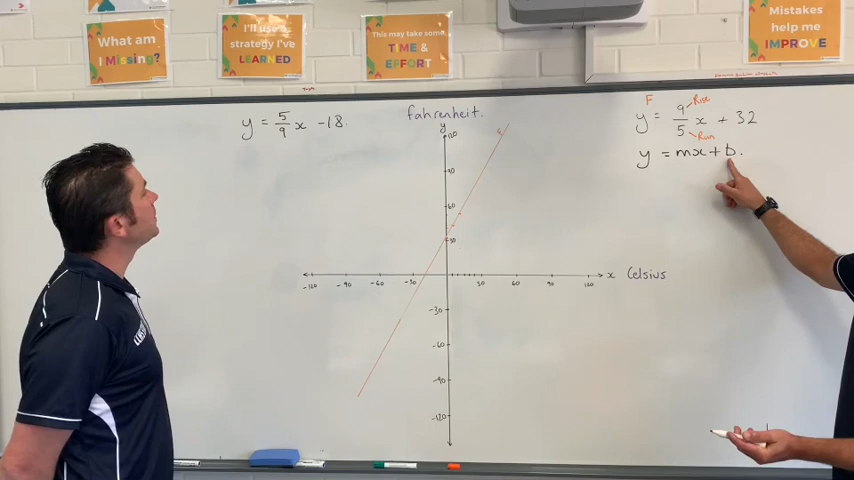 What am
I Missing?
I'll use a
strategy I've
LEARNED
This may take some
TIME &
EFFORT
Mistakes
help me
IMPROVE
y = 5/9 x -18.
fahrenheit.
y
120
90
60
30
-120 -90 -60 -30 30 60 90 120 x Celsius
-30
-60
-90
-120
F
F
y = 9/5 x + 32
Rise
Run
y = mx+b.